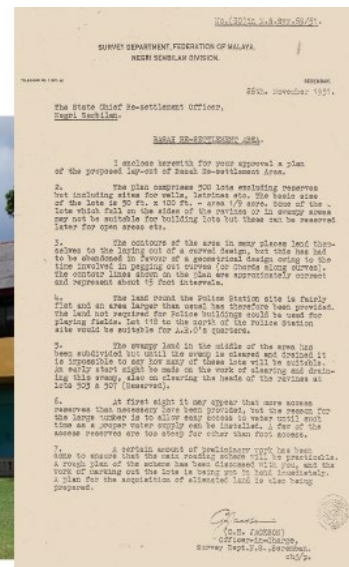 No.(30)in N.S.Svy.59/51.
SURVEY DEPARTMENT, FEDERATION OF MALAYA,
NEGRI SEMBILAN DIVISION.
SEREMBAN.
28th. November 1951.
The State Chief Re-settlement Officer,
Negri Sembilan.
RAHAH RE-SETTLEMENT AREA.
I enclose herewith for your approval a plan
of the proposed lay-out of Rahah Re-settlement Area.
2. The plan comprises 500 lots excluding reserves
but including sites for wells, latrines etc. The basic size
of the lots is 50 ft. x 100 ft. - area 1/9 acre. Some of the
lots which fall on the sides of the ravines or in swampy areas
may not be suitable for building lots but these can be reserved
later for open areas etc.
3. The contours of the area in many places lend them-
selves to the laying out of a curved design, but this has had
to be abandoned in favour of a geometrical design owing to the
time involved in pegging out curves (or chords along curves).
The contour lines shown on the plan are approximately correct
and represent about 15 foot intervals.
4. The land round the Police Station site is fairly
flat and an area larger than usual has therefore been provided.
The land not required for Police buildings could be used for
playing fields. Lot 118 to the north of the Police Station
site would be suitable for A.R.O's quarters.
5. The swampy land in the middle of the area has
been subdivided but until the swamp is cleared and drained it
is impossible to say how many of these lots will be suitable.
An early start might be made on the work of clearing and drain-
ing this swamp, also on clearing the heads of the ravines at
lots 503 & 507 (Reserved).
6. At first sight it may appear that more access
reserves than necessary have been provided, but the reason for
the large number is to allow easy access to water until such
time as a proper water supply can be installed. A few of the
access reserves are too steep for other than foot access.
7. A certain amount of preliminary work has been
done to ensure that the main roading scheme will be practicable.
A rough plan of the scheme has been discussed with you, and the
work of marking out the lots is being put in hand immediately.
A plan for the acquisition of alienated land is also being
prepared.
(G.H. JACKSON)
Officer-in-Charge,
Survey Dept.N.S., Seremban.